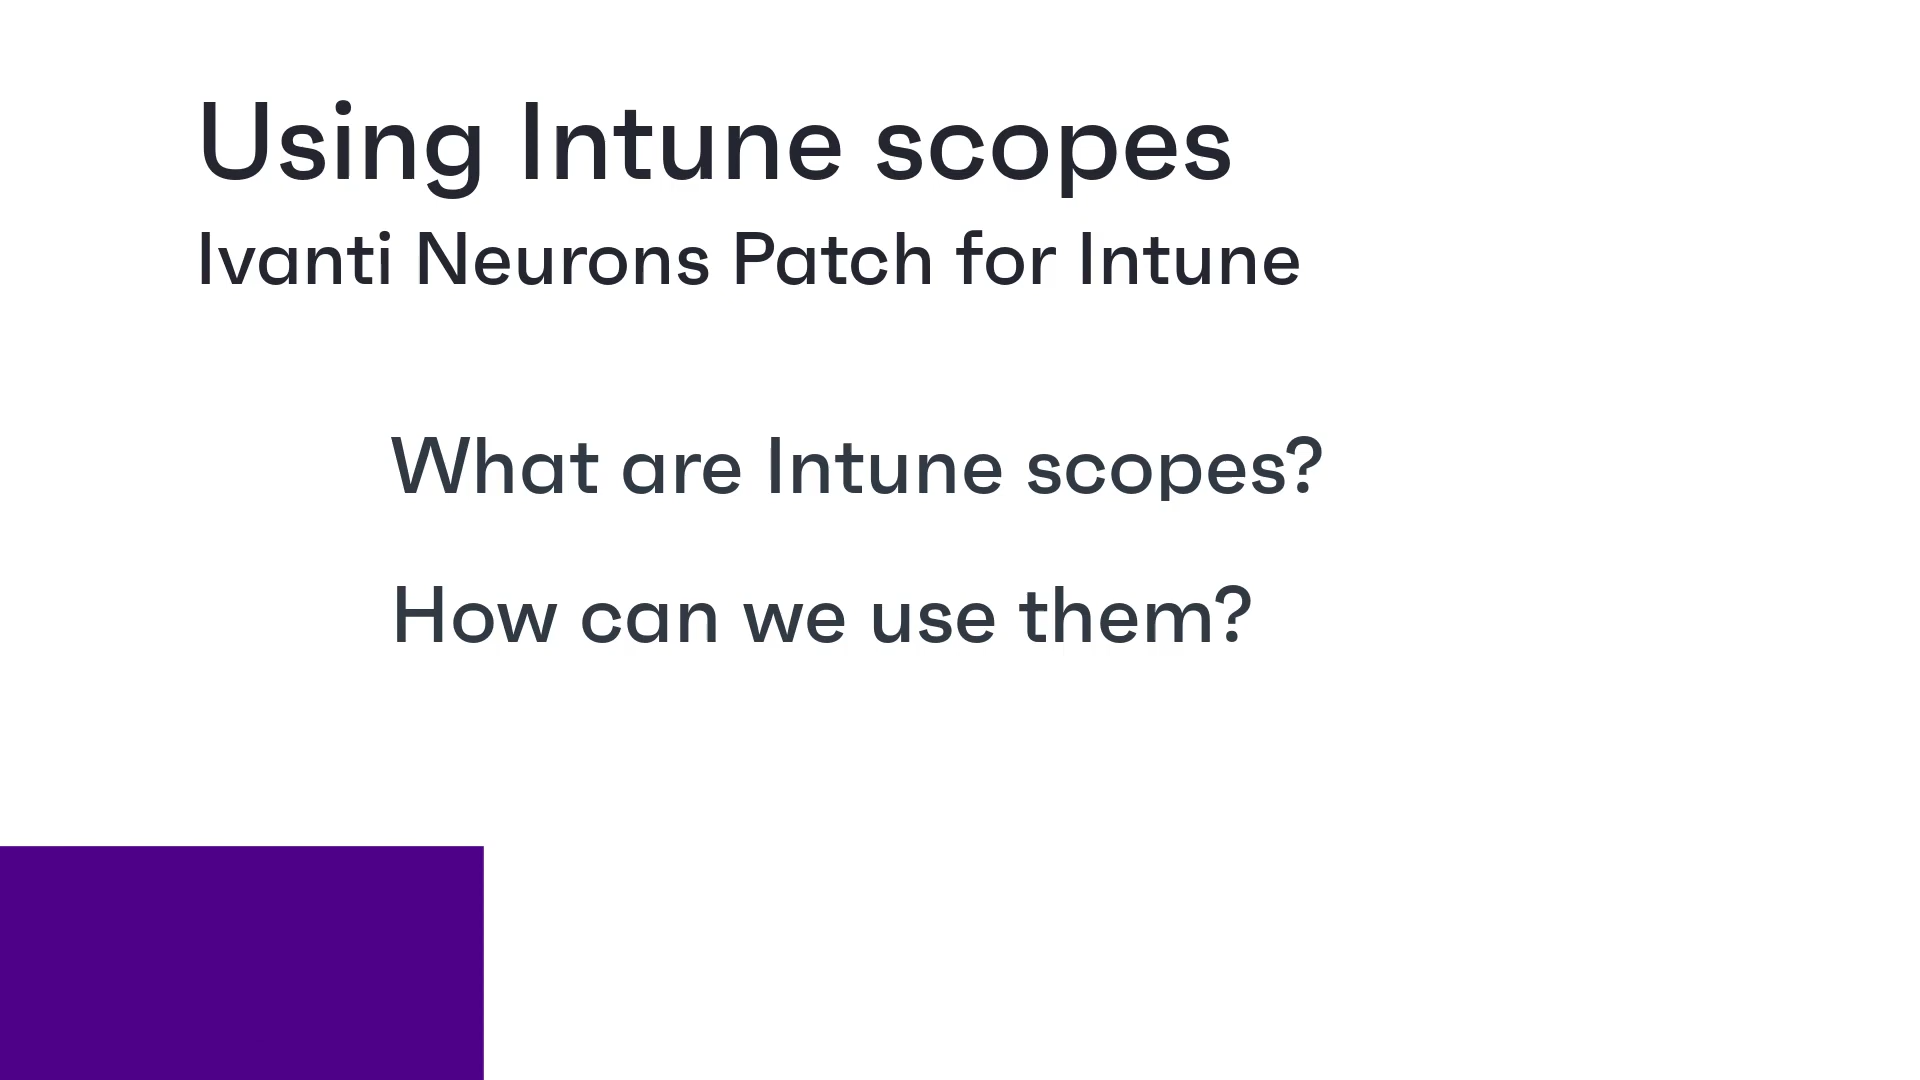 Using Intune scopes
Ivanti Neurons Patch for Intune
What are Intune scopes?
How can we use them?